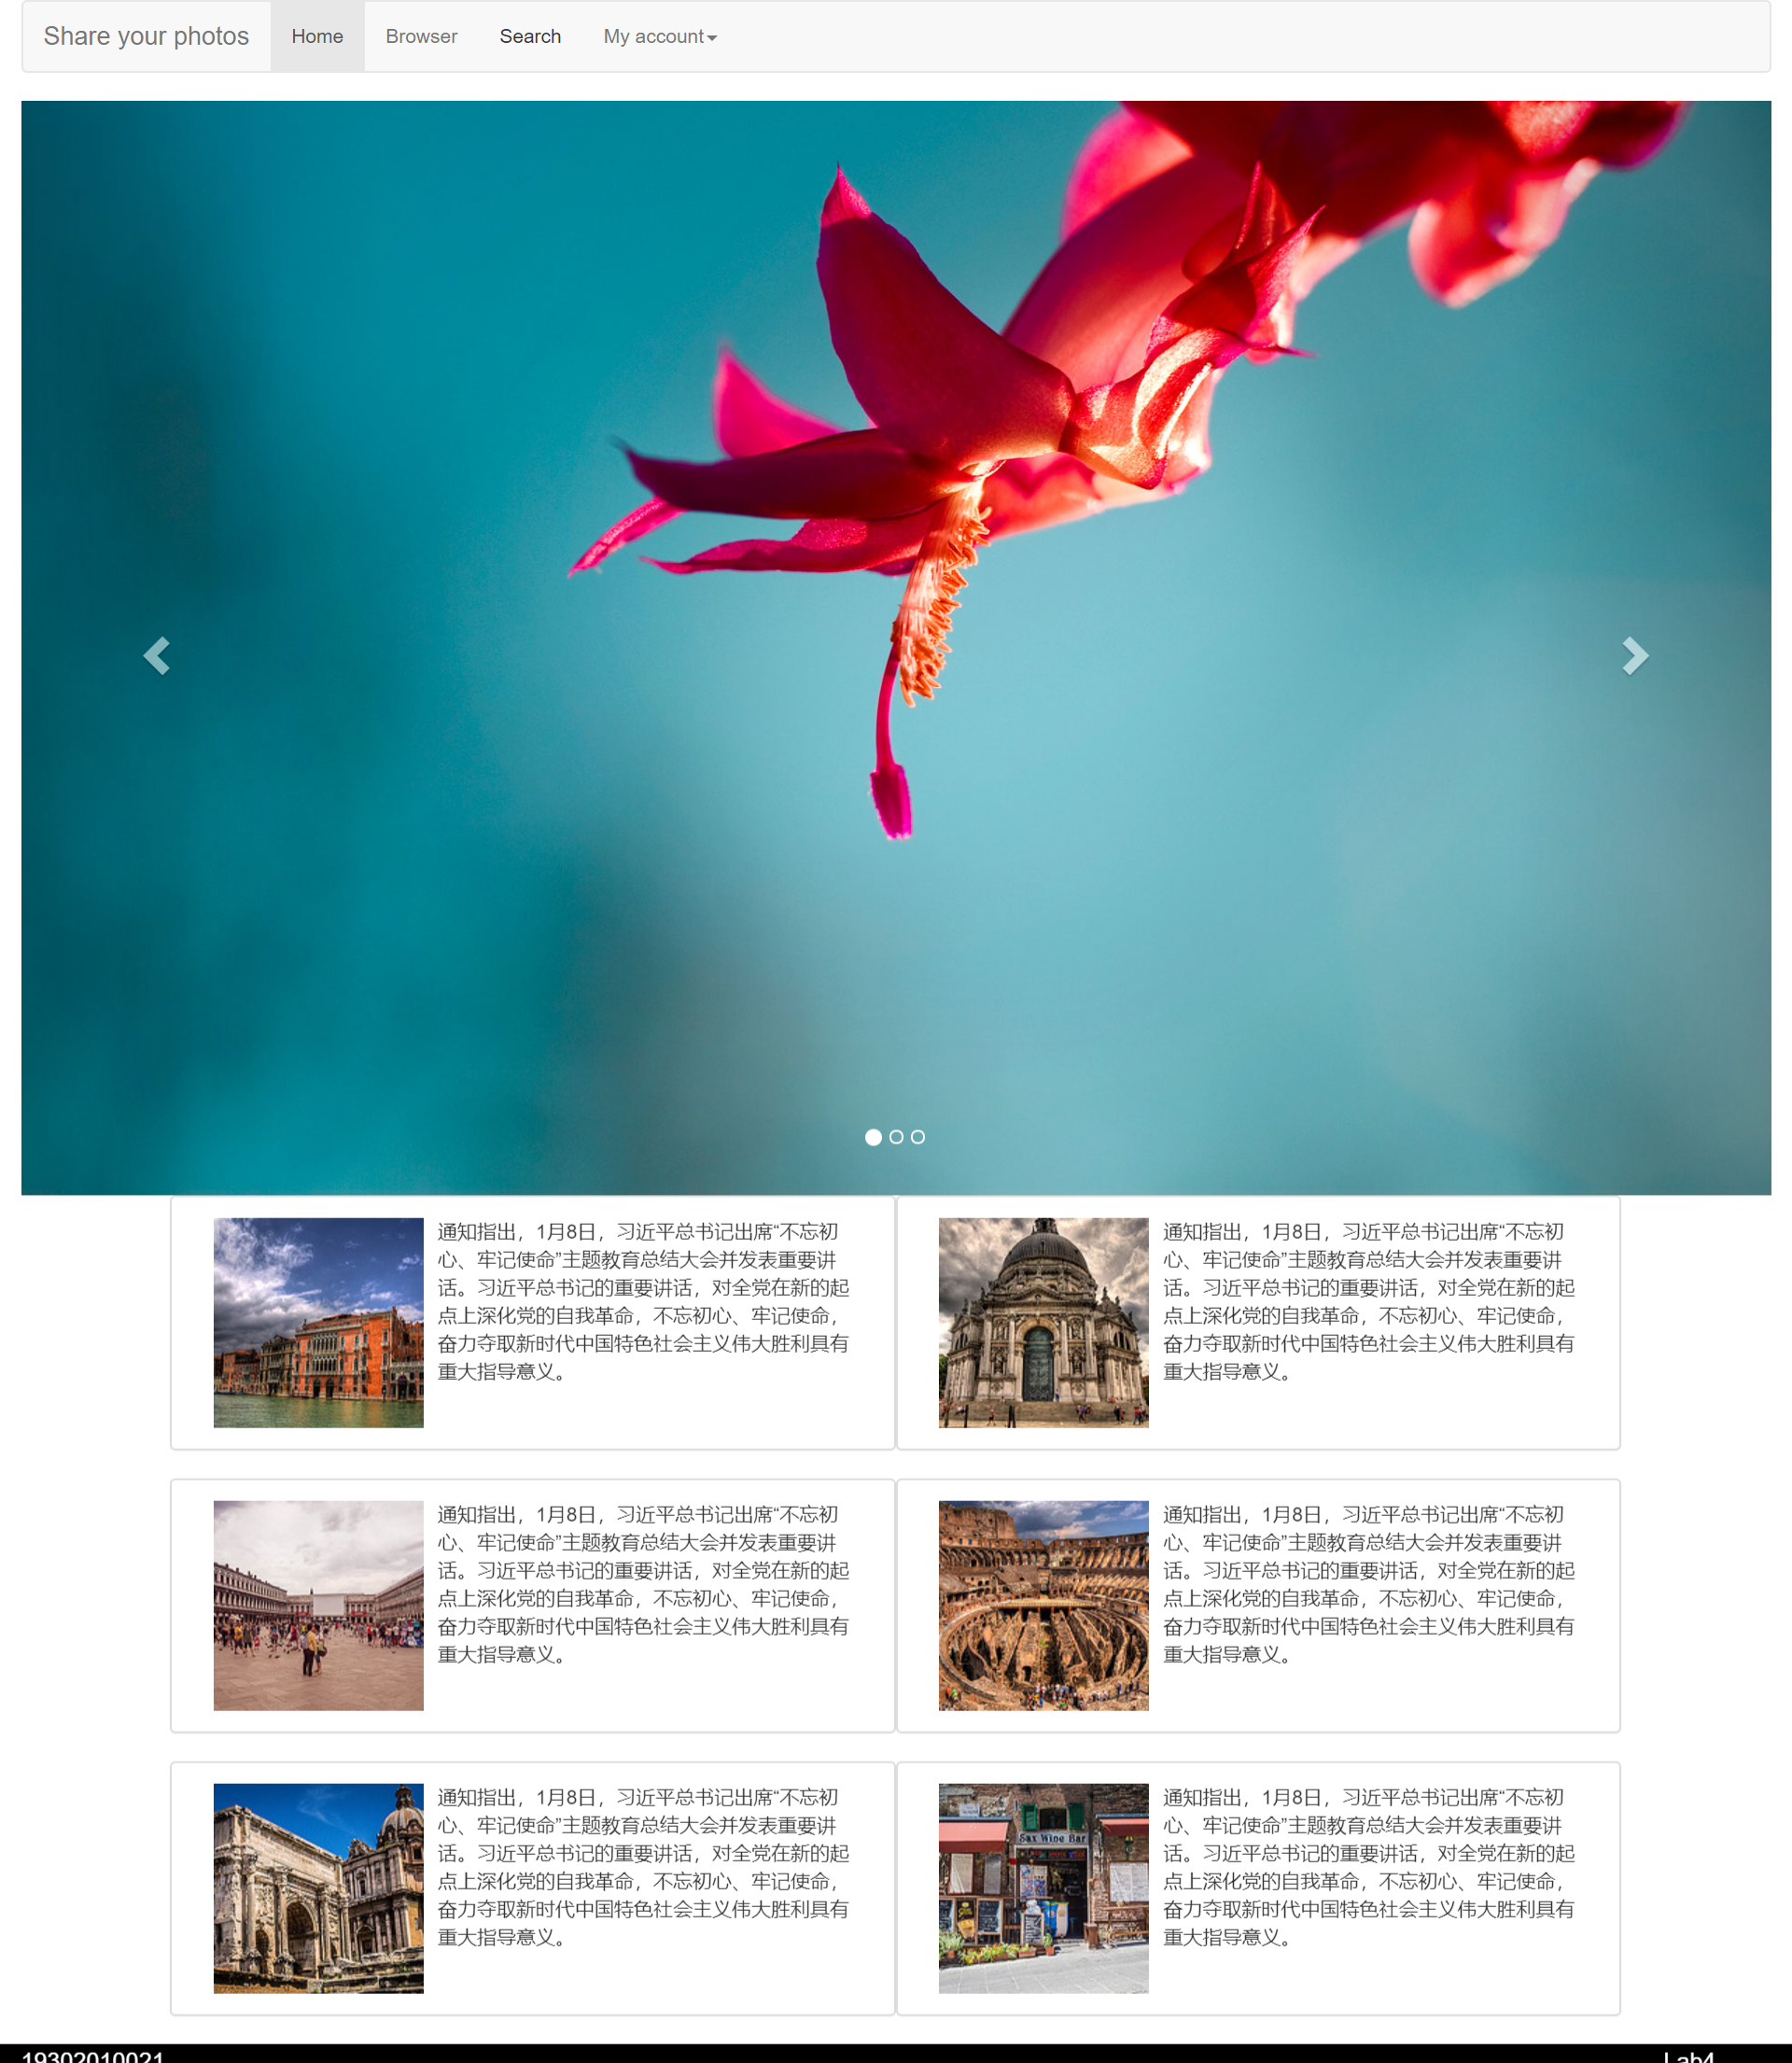 Share your photos Home Browser Search My account
通知指出，1月8日，习近平总书记出席“不忘初
心、牢记使命”主题教育总结大会并发表重要讲
话。习近平总书记的重要讲话，对全党在新的起
点上深化党的自我革命，不忘初心、牢记使命，
奋力夺取新时代中国特色社会主义伟大胜利具有
重大指导意义。
通知指出，1月8日，习近平总书记出席“不忘初
心、牢记使命”主题教育总结大会并发表重要讲
话。习近平总书记的重要讲话，对全党在新的起
点上深化党的自我革命，不忘初心、牢记使命，
奋力夺取新时代中国特色社会主义伟大胜利具有
重大指导意义。
通知指出，1月8日，习近平总书记出席“不忘初
心、牢记使命”主题教育总结大会并发表重要讲
话。习近平总书记的重要讲话，对全党在新的起
点上深化党的自我革命，不忘初心、牢记使命，
奋力夺取新时代中国特色社会主义伟大胜利具有
重大指导意义。
通知指出，1月8日，习近平总书记出席“不忘初
心、牢记使命”主题教育总结大会并发表重要讲
话。习近平总书记的重要讲话，对全党在新的起
点上深化党的自我革命，不忘初心、牢记使命，
奋力夺取新时代中国特色社会主义伟大胜利具有
重大指导意义。
通知指出，1月8日，习近平总书记出席“不忘初
心、牢记使命”主题教育总结大会并发表重要讲
话。习近平总书记的重要讲话，对全党在新的起
点上深化党的自我革命，不忘初心、牢记使命，
奋力夺取新时代中国特色社会主义伟大胜利具有
重大指导意义。
Sax Wine Bar
通知指出，1月8日，习近平总书记出席“不忘初
心、牢记使命”主题教育总结大会并发表重要讲
话。习近平总书记的重要讲话，对全党在新的起
点上深化党的自我革命，不忘初心、牢记使命，
奋力夺取新时代中国特色社会主义伟大胜利具有
重大指导意义。
19302010021 Lab4